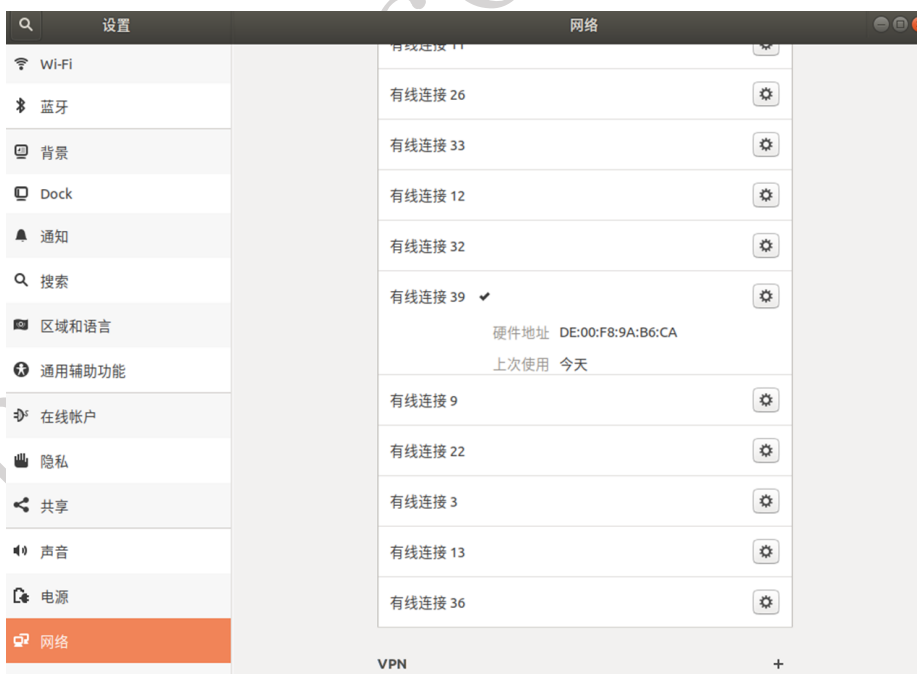 设置
网络
Wi-Fi
蓝牙
背景
Dock
通知
搜索
区域和语言
通用辅助功能
在线帐户
隐私
共享
声音
电源
网络
有线连接 11
有线连接 26
有线连接 33
有线连接 12
有线连接 32
有线连接 39
硬件地址 DE:00:F8:9A:B6:CA
上次使用 今天
有线连接 9
有线连接 22
有线连接 3
有线连接 13
有线连接 36
VPN